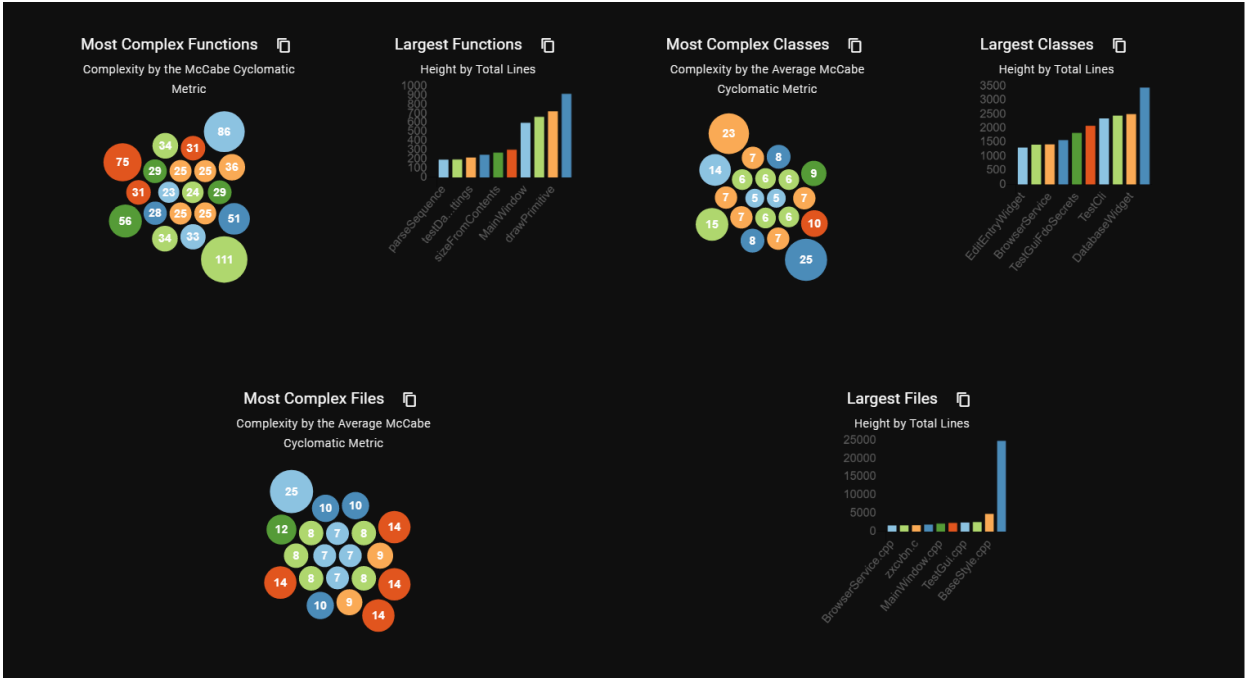 Most Complex Functions
Complexity by the McCabe Cyclomatic
Metric
86
34
31
75
29
25
25
36
31
23
24
29
56
28
25
25
51
34
33
111
Largest Functions
Height by Total Lines
1000
900
800
700
600
500
400
300
200
100
0
parseSequence
testDa...ttings
sizeFromContents
MainWindow
drawPrimitive
Most Complex Classes
Complexity by the Average McCabe
Cyclomatic Metric
23
7
8
14
6
6
6
9
7
5
5
7
15
7
6
6
10
8
7
25
Largest Classes
Height by Total Lines
3500
3000
2500
2000
1500
1000
500
0
EditEntryWidget
BrowserService
TestGuiFdoSecrets
TestCli
DatabaseWidget
Most Complex Files
Complexity by the Average McCabe
Cyclomatic Metric
25
10
10
12
8
7
8
14
8
7
7
9
14
8
7
8
14
10
9
14
Largest Files
Height by Total Lines
25000
20000
15000
10000
5000
0
BrowserService.cpp
zxcvbn.c
MainWindow.cpp
TestGui.cpp
BaseStyle.cpp